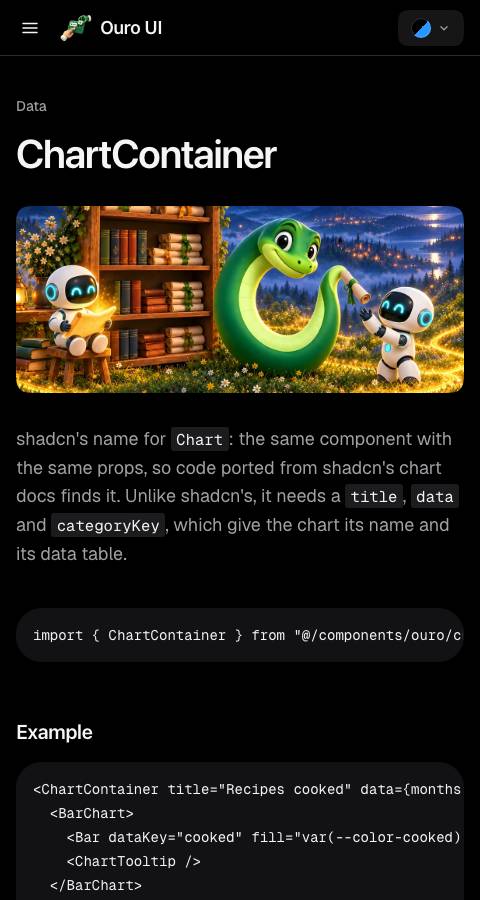 Ouro UI
Data
ChartContainer
shadcn's name for Chart: the same component with
the same props, so code ported from shadcn's chart
docs finds it. Unlike shadcn's, it needs a title, data
and categoryKey, which give the chart its name and
its data table.
import { ChartContainer } from "@/components/ouro/c
Example
<ChartContainer title="Recipes cooked" data={months
<BarChart>
<Bar dataKey="cooked" fill="var(--color-cooked)
<ChartTooltip />
</BarChart>